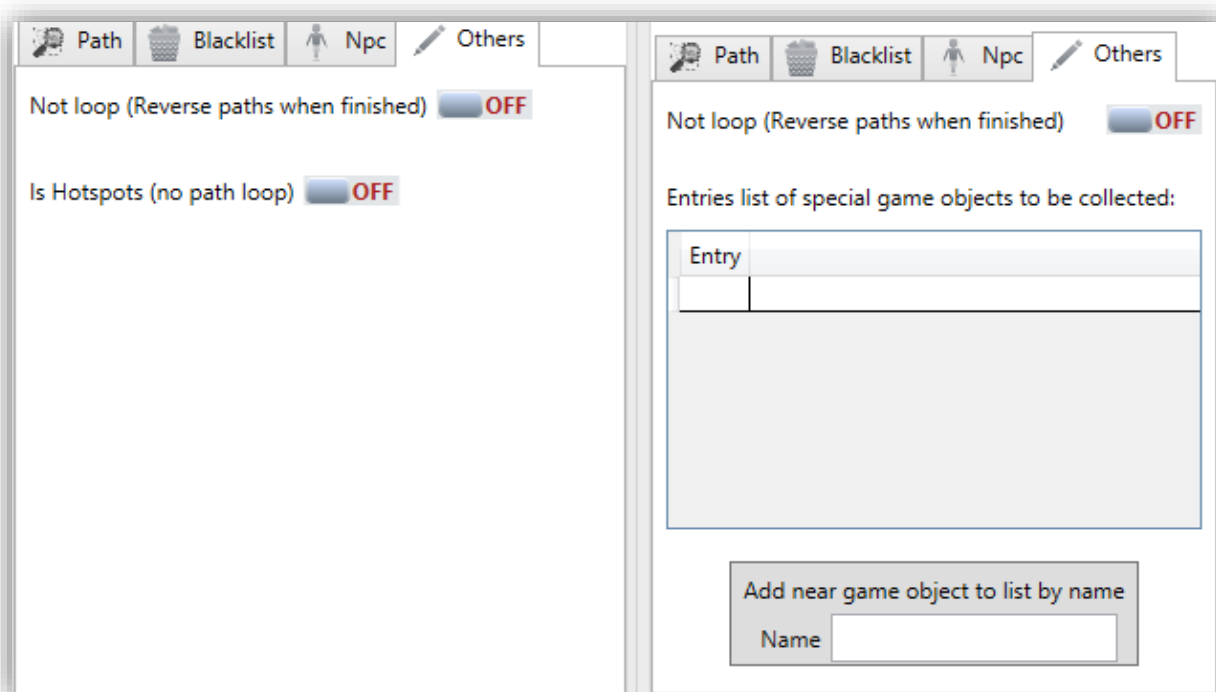 Path Blacklist Npc Others
Not loop (Reverse paths when finished) OFF
Is Hotspots (no path loop) OFF
Path Blacklist Npc Others
Not loop (Reverse paths when finished) OFF
Entries list of special game objects to be collected:
Entry
Add near game object to list by name
Name